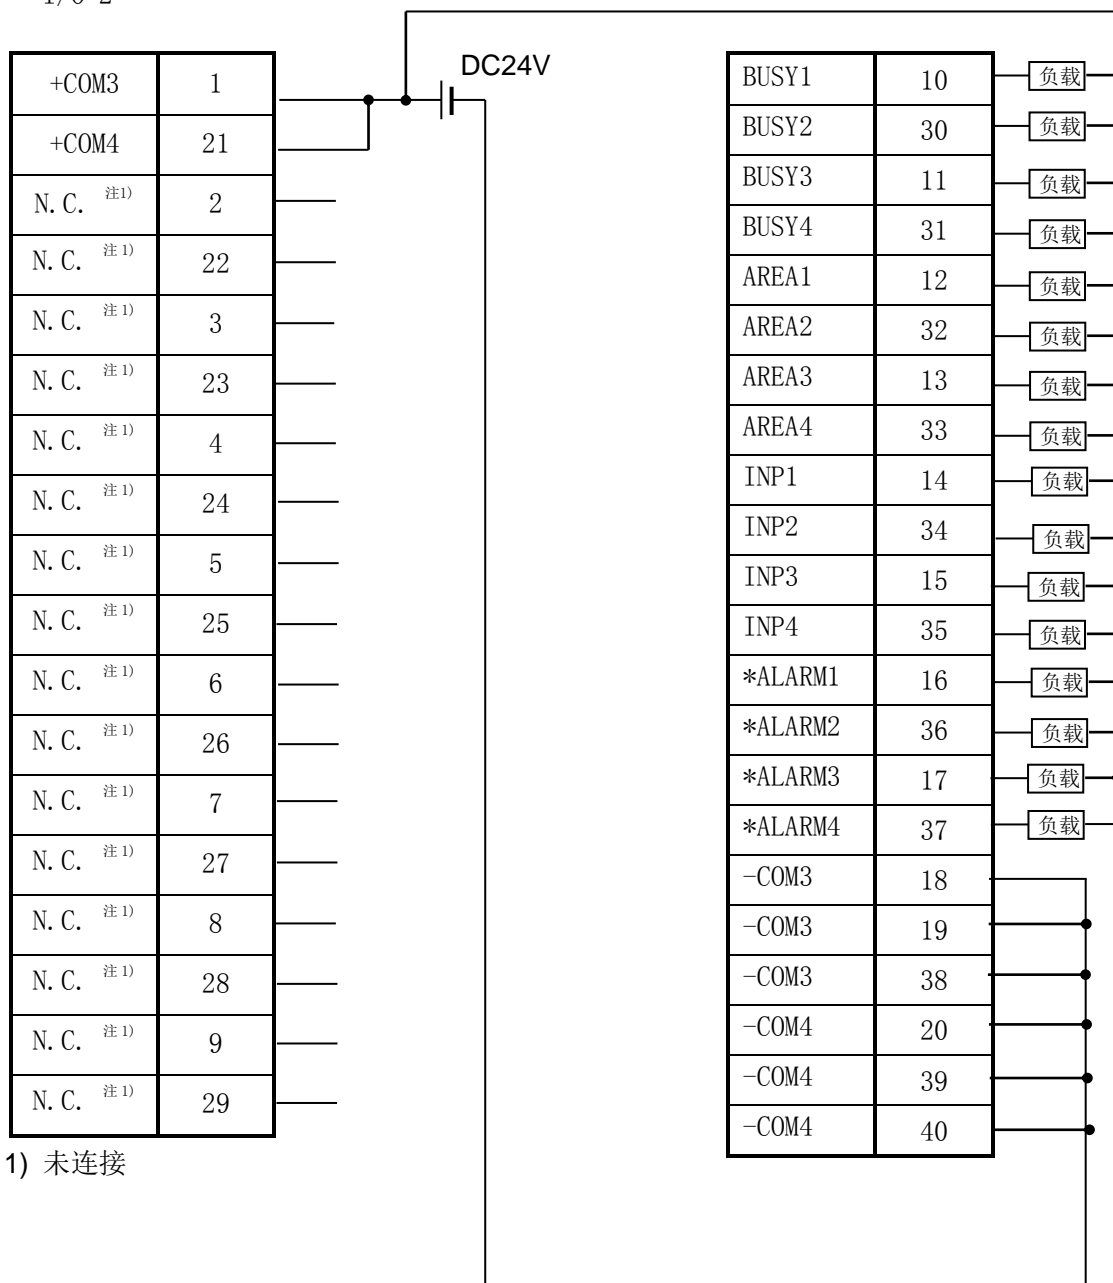 DC24V
+COM3 1
+COM4 21
N.C. 注1) 2
N.C. 注1) 22
N.C. 注1) 3
N.C. 注1) 23
N.C. 注1) 4
N.C. 注1) 24
N.C. 注1) 5
N.C. 注1) 25
N.C. 注1) 6
N.C. 注1) 26
N.C. 注1) 7
N.C. 注1) 27
N.C. 注1) 8
N.C. 注1) 28
N.C. 注1) 9
N.C. 注1) 29
1) 未连接
BUSY1 10 负载
BUSY2 30 负载
BUSY3 11 负载
BUSY4 31 负载
AREA1 12 负载
AREA2 32 负载
AREA3 13 负载
AREA4 33 负载
INP1 14 负载
INP2 34 负载
INP3 15 负载
INP4 35 负载
*ALARM1 16 负载
*ALARM2 36 负载
*ALARM3 17 负载
*ALARM4 37 负载
-COM3 18
-COM3 19
-COM3 38
-COM4 20
-COM4 39
-COM4 40